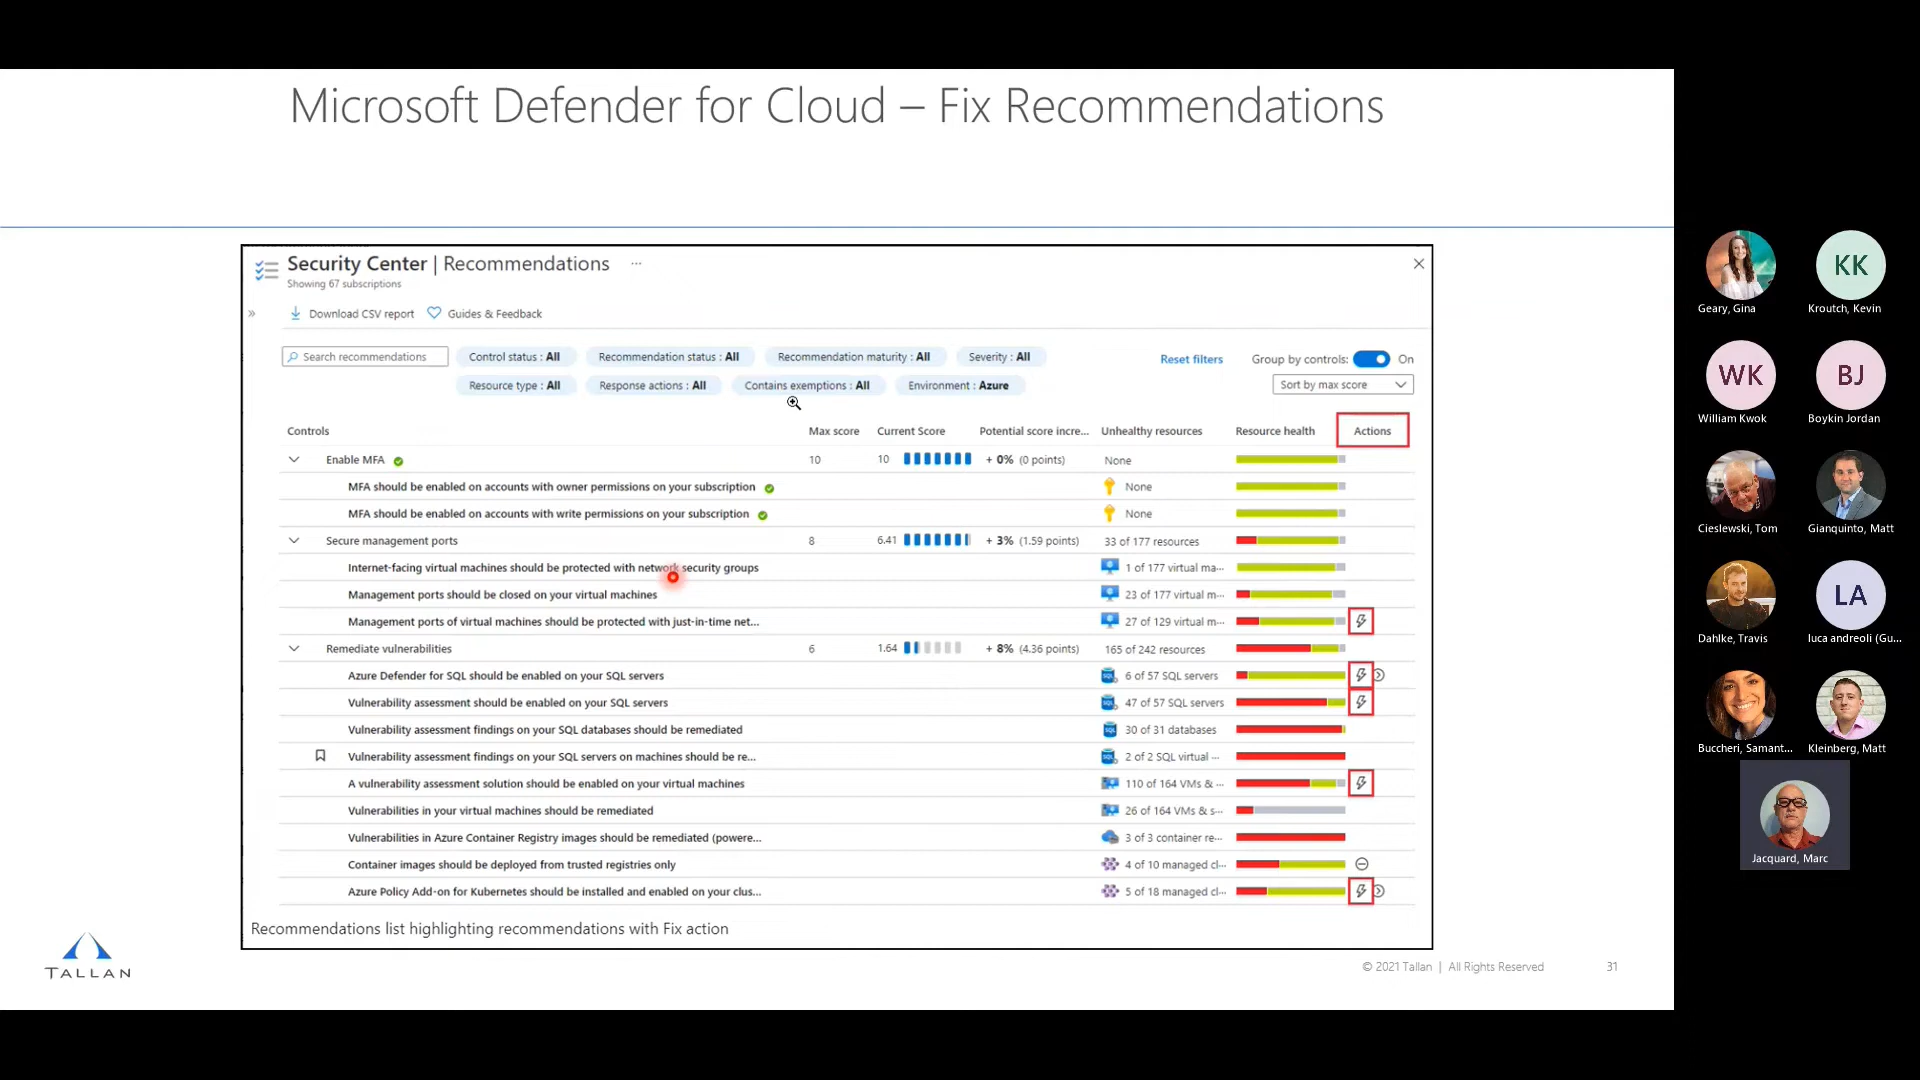 Microsoft Defender for Cloud – Fix Recommendations
Security Center | Recommendations ...
Showing 67 subscriptions
Download CSV report Guides & Feedback
Search recommendations Control status : All Recommendation status : All Recommendation maturity : All Severity : All Reset filters Group by controls: On
Resource type : All Response actions : All Contains exemptions : All Environment : Azure Sort by max score
Controls Max score Current Score Potential score incre... Unhealthy resources Resource health Actions
Enable MFA 10 10 + 0% (0 points) None
MFA should be enabled on accounts with owner permissions on your subscription None
MFA should be enabled on accounts with write permissions on your subscription None
Secure management ports 8 6.41 + 3% (1.59 points) 33 of 177 resources
Internet-facing virtual machines should be protected with network security groups 1 of 177 virtual ma...
Management ports should be closed on your virtual machines 23 of 177 virtual m...
Management ports of virtual machines should be protected with just-in-time net... 27 of 129 virtual m...
Remediate vulnerabilities 6 1.64 + 8% (4.36 points) 165 of 242 resources
Azure Defender for SQL should be enabled on your SQL servers 6 of 57 SQL servers
Vulnerability assessment should be enabled on your SQL servers 47 of 57 SQL servers
Vulnerability assessment findings on your SQL databases should be remediated 30 of 31 databases
Vulnerability assessment findings on your SQL servers on machines should be re... 2 of 2 SQL virtual ...
A vulnerability assessment solution should be enabled on your virtual machines 110 of 164 VMs & ...
Vulnerabilities in your virtual machines should be remediated 26 of 164 VMs & s...
Vulnerabilities in Azure Container Registry images should be remediated (powere... 3 of 3 container re...
Container images should be deployed from trusted registries only 4 of 10 managed cl...
Azure Policy Add-on for Kubernetes should be installed and enabled on your clus... 5 of 18 managed cl...
Recommendations list highlighting recommendations with Fix action
TALLAN
© 2021 Tallan | All Rights Reserved 31
KK
Geary, Gina Kroutch, Kevin
WK BJ
William Kwok Boykin Jordan
Cieslewski, Tom Gianquinto, Matt
LA
Dahlke, Travis luca andreoli (Gu...
Buccheri, Samant... Kleinberg, Matt
Jacquard, Marc